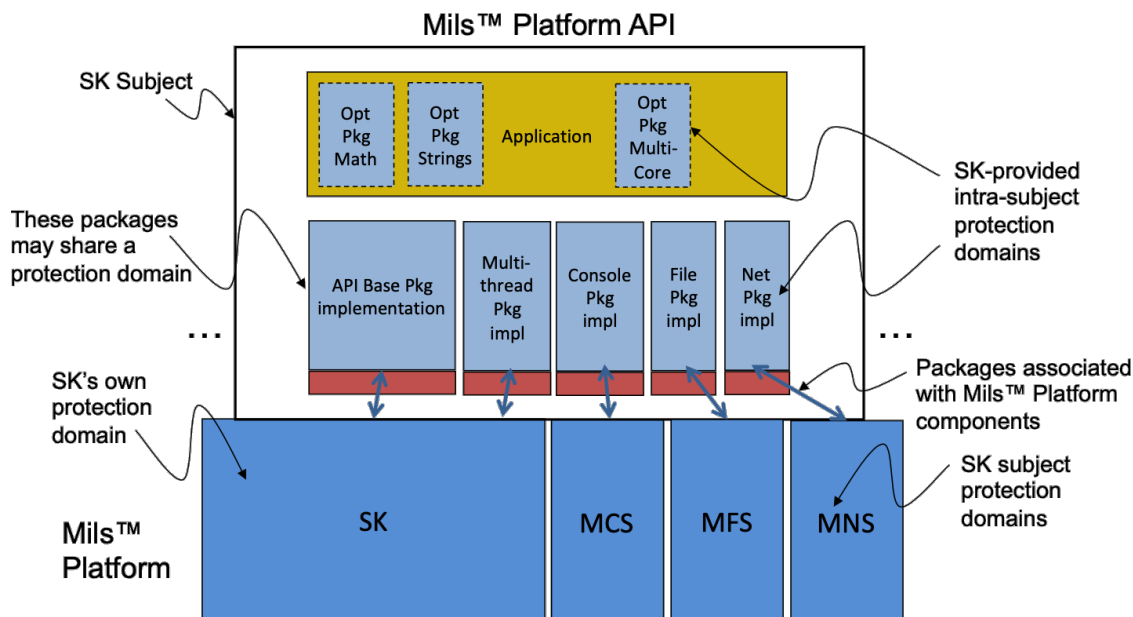 Mils™ Platform API
SK Subject
Opt
Pkg
Math
Opt
Pkg
Strings
Application
Opt
Pkg
Multi-
Core
SK-provided
intra-subject
protection
domains
These packages
may share a
protection domain
API Base Pkg
implementation
Multi-
thread
Pkg
impl
Console
Pkg
impl
File
Pkg
impl
Net
Pkg
impl
...
...
SK's own
protection
domain
Packages associated
with Mils™ Platform
components
SK subject
protection
domains
Mils™
Platform
SK
MCS
MFS
MNS